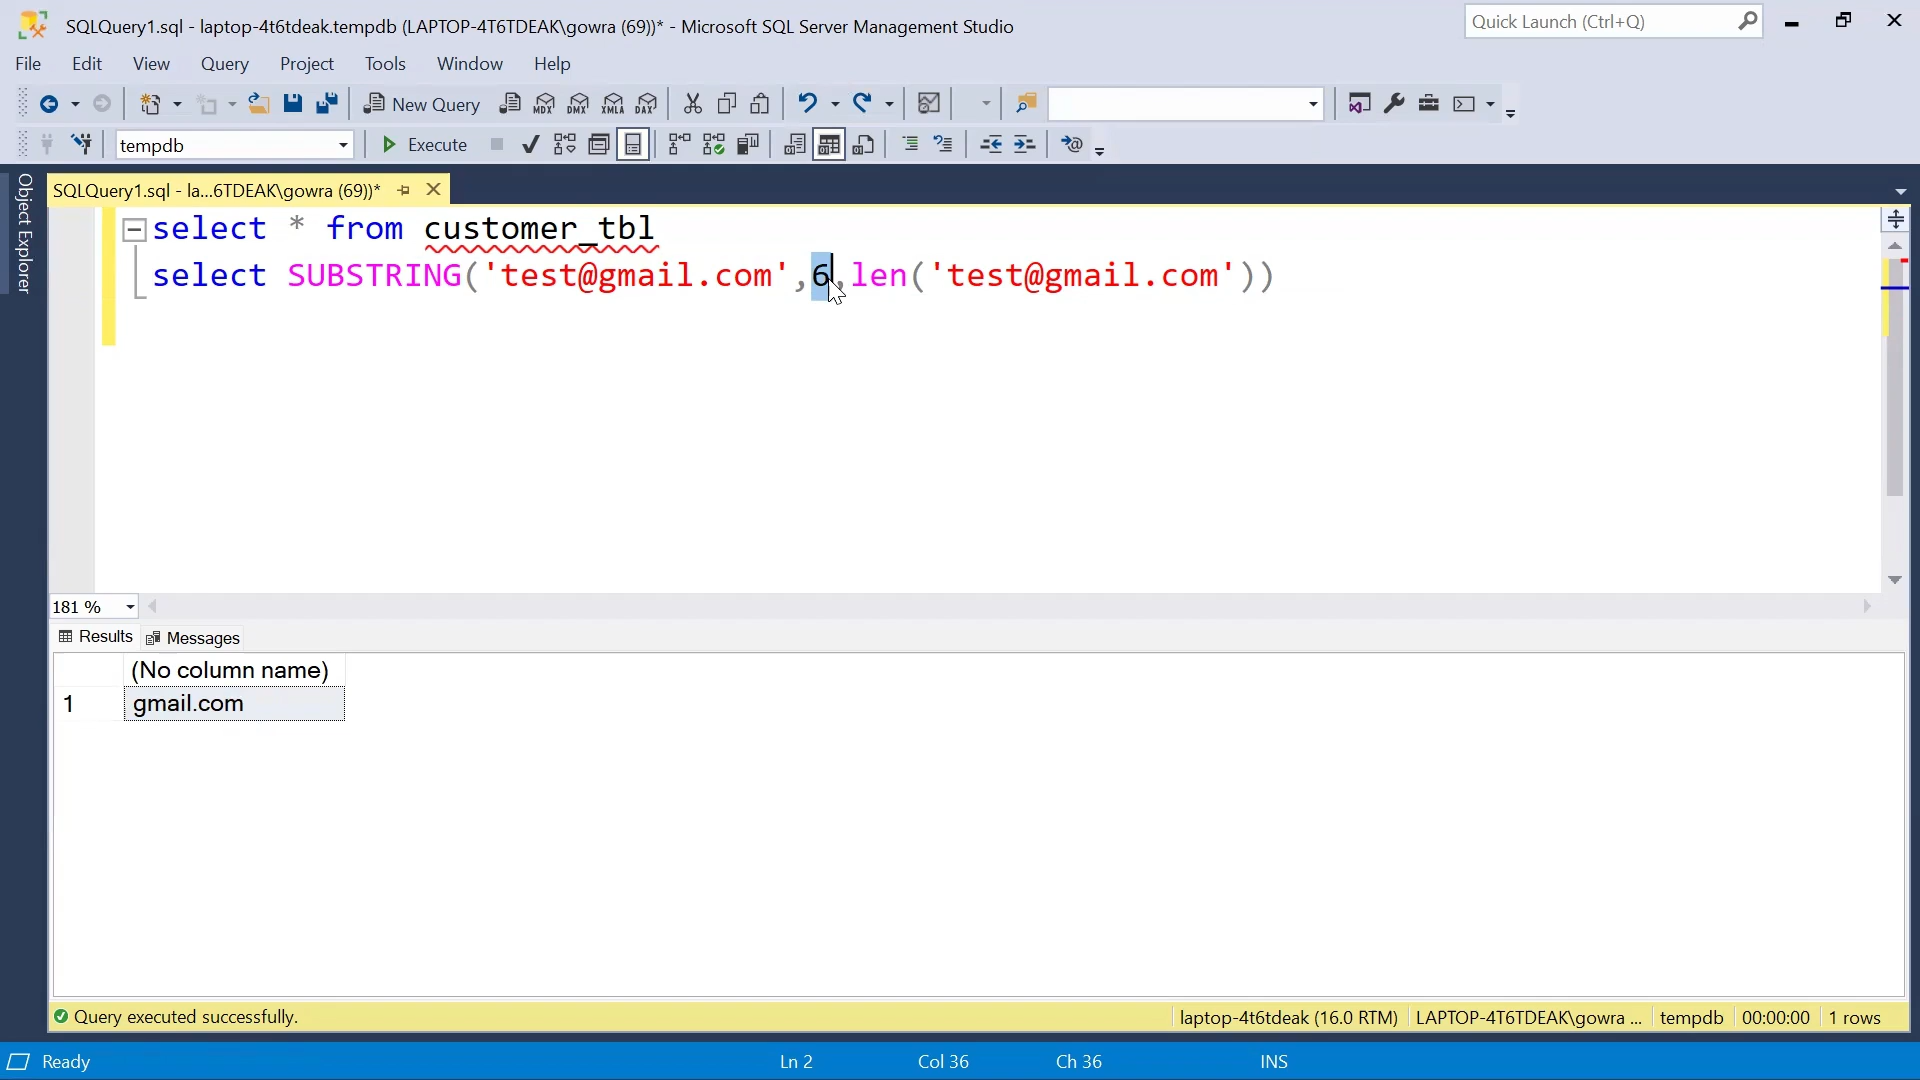 SQLQuery1.sql - laptop-4t6tdeak.tempdb (LAPTOP-4T6TDEAK\gowra (69))* - Microsoft SQL Server Management Studio
Quick Launch (Ctrl+Q)
File Edit View Query Project Tools Window Help
New Query MDX DMX XMLA DAX
tempdb Execute
Object Explorer
SQLQuery1.sql - la...6TDEAK\gowra (69))*
select * from customer_tbl
select SUBSTRING('test@gmail.com',6,len('test@gmail.com'))
181 %
Results Messages
(No column name)
1 gmail.com
Query executed successfully. laptop-4t6tdeak (16.0 RTM) LAPTOP-4T6TDEAK\gowra ... tempdb 00:00:00 1 rows
Ready Ln 2 Col 36 Ch 36 INS